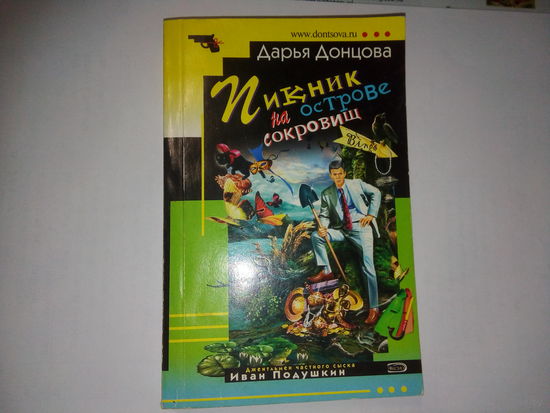 www.dontsova.ru
Дарья Донцова
Пикник
на острове
сокровищ
Джентльмен частного сыска
Иван Подушкин